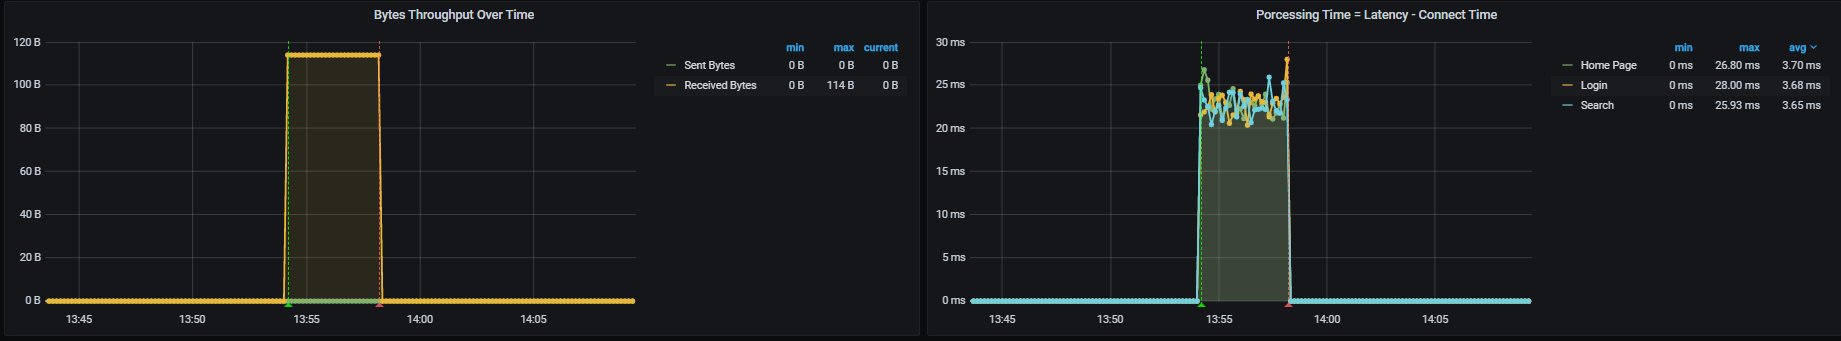 Bytes Throughput Over Time
120 B
100 B
80 B
60 B
40 B
20 B
0 B
13:45 13:50 13:55 14:00 14:05
min max current
Sent Bytes 0 B 0 B 0 B
Received Bytes 0 B 114 B 0 B
Porcessing Time = Latency - Connect Time
30 ms
25 ms
20 ms
15 ms
10 ms
5 ms
0 ms
13:45 13:50 13:55 14:00 14:05
min max avg
Home Page 0 ms 26.80 ms 3.70 ms
Login 0 ms 28.00 ms 3.68 ms
Search 0 ms 25.93 ms 3.65 ms